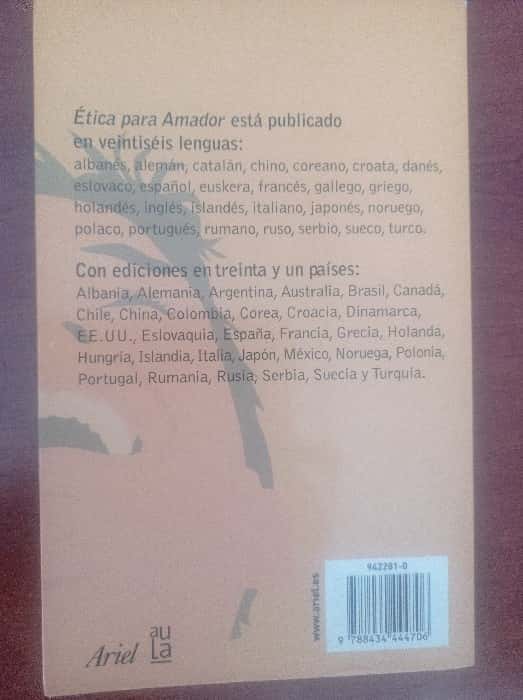 Ética para Amador está publicado
en veintiséis lenguas:
albanés, alemán, catalán, chino, coreano, croata, danés,
eslovaco, español, euskera, francés, gallego, griego,
holandés, inglés, islandés, italiano, japonés, noruego,
polaco, portugués, rumano, ruso, serbio, sueco, turco.
Con ediciones en treinta y un países:
Albania, Alemania, Argentina, Australia, Brasil, Canadá,
Chile, China, Colombia, Corea, Croacia, Dinamarca,
EE.UU., Eslovaquia, España, Francia, Grecia, Holanda,
Hungría, Islandia, Italia, Japón, México, Noruega, Polonia,
Portugal, Rumania, Rusia, Serbia, Suecia y Turquía.
942281-0
www.ariel.es
9 788434 444706
Ariel
au
la